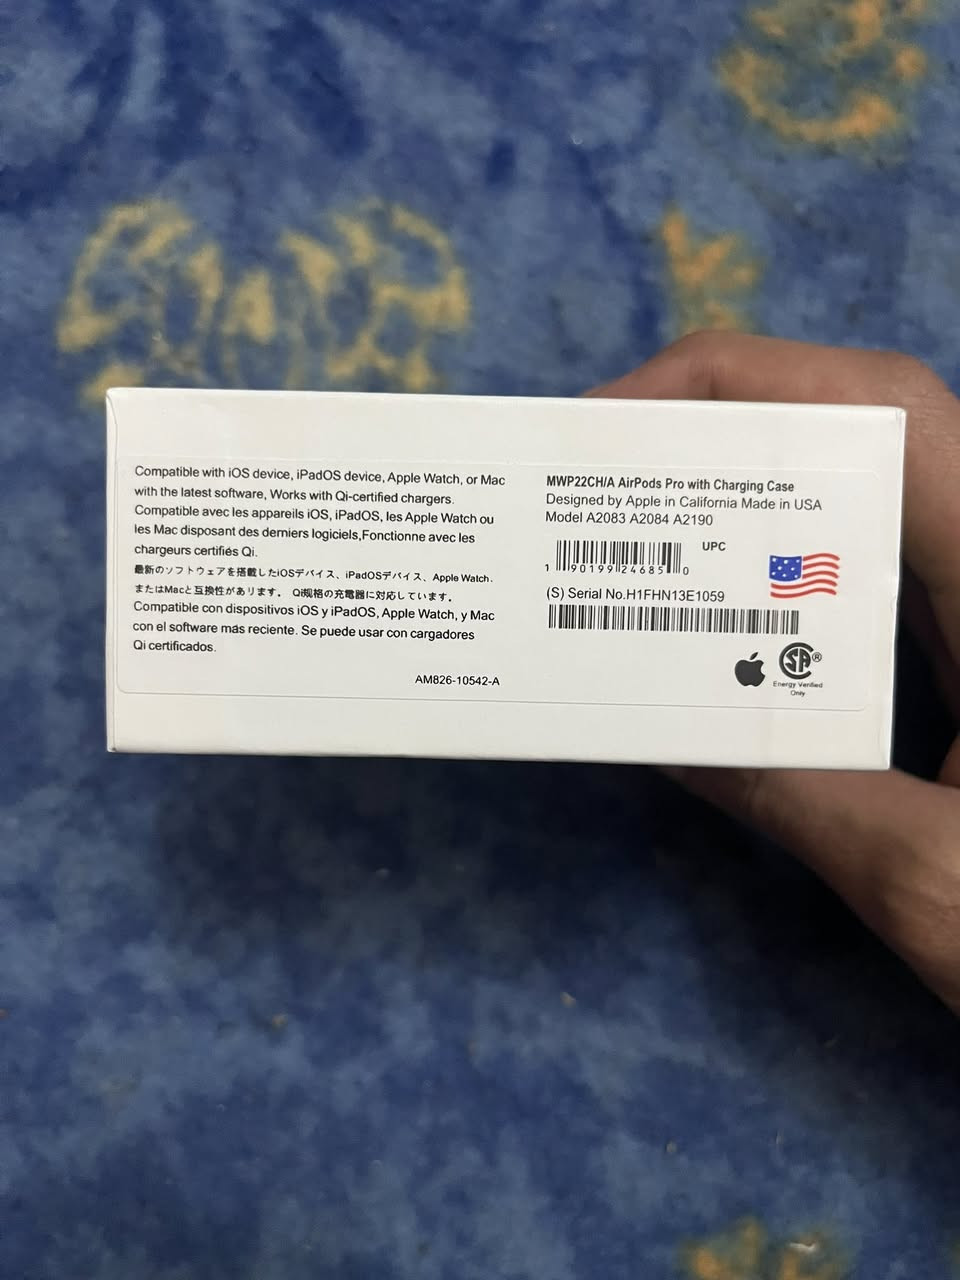 Compatible with iOS device, iPadOS device, Apple Watch, or Mac
with the latest software, Works with Qi-certified chargers.
Compatible avec les appareils iOS, iPadOS, les Apple Watch ou
les Mac disposant des derniers logiciels,Fonctionne avec les
chargeurs certifiés Qi.
最新のソフトウェアを搭載したiOSデバイス、iPadOSデバイス、Apple Watch、
またはMacと互換性があります。 Qi規格の充電器に対応しています。
Compatible con dispositivos iOS y iPadOS, Apple Watch, y Mac
con el software más reciente. Se puede usar con cargadores
Qi certificados.
AM826-10542-A
MWP22CH/A AirPods Pro with Charging Case
Designed by Apple in California Made in USA
Model A2083 A2084 A2190
UPC
1 90199 24685 0
(S) Serial No.H1FHN13E1059
SA®
Energy Verified
Only